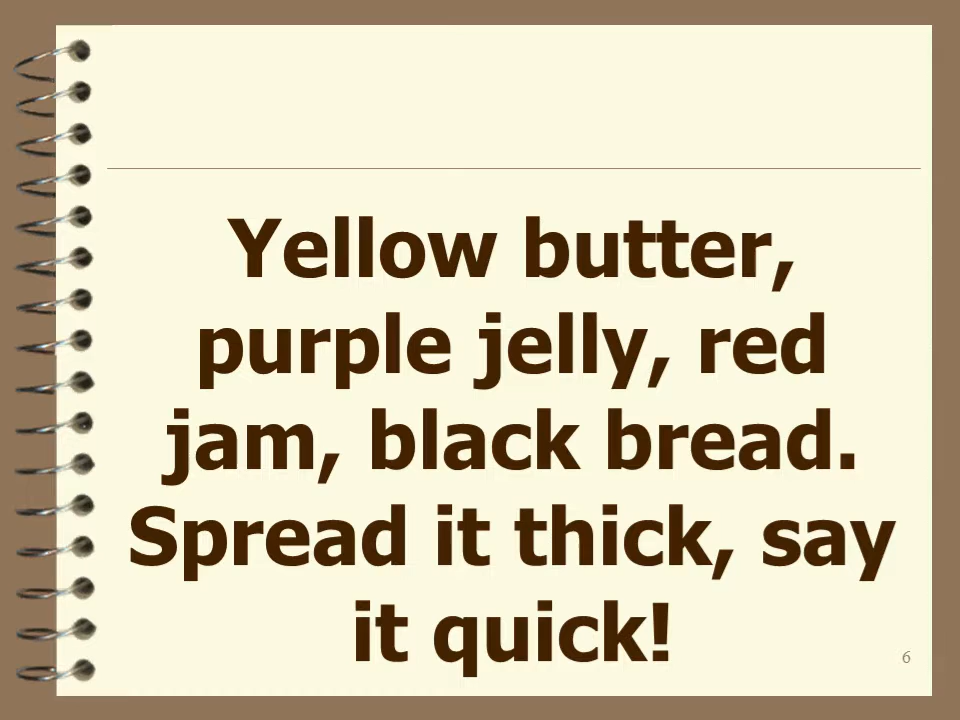 Yellow butter,
purple jelly, red
jam, black bread.
Spread it thick, say
it quick!
6